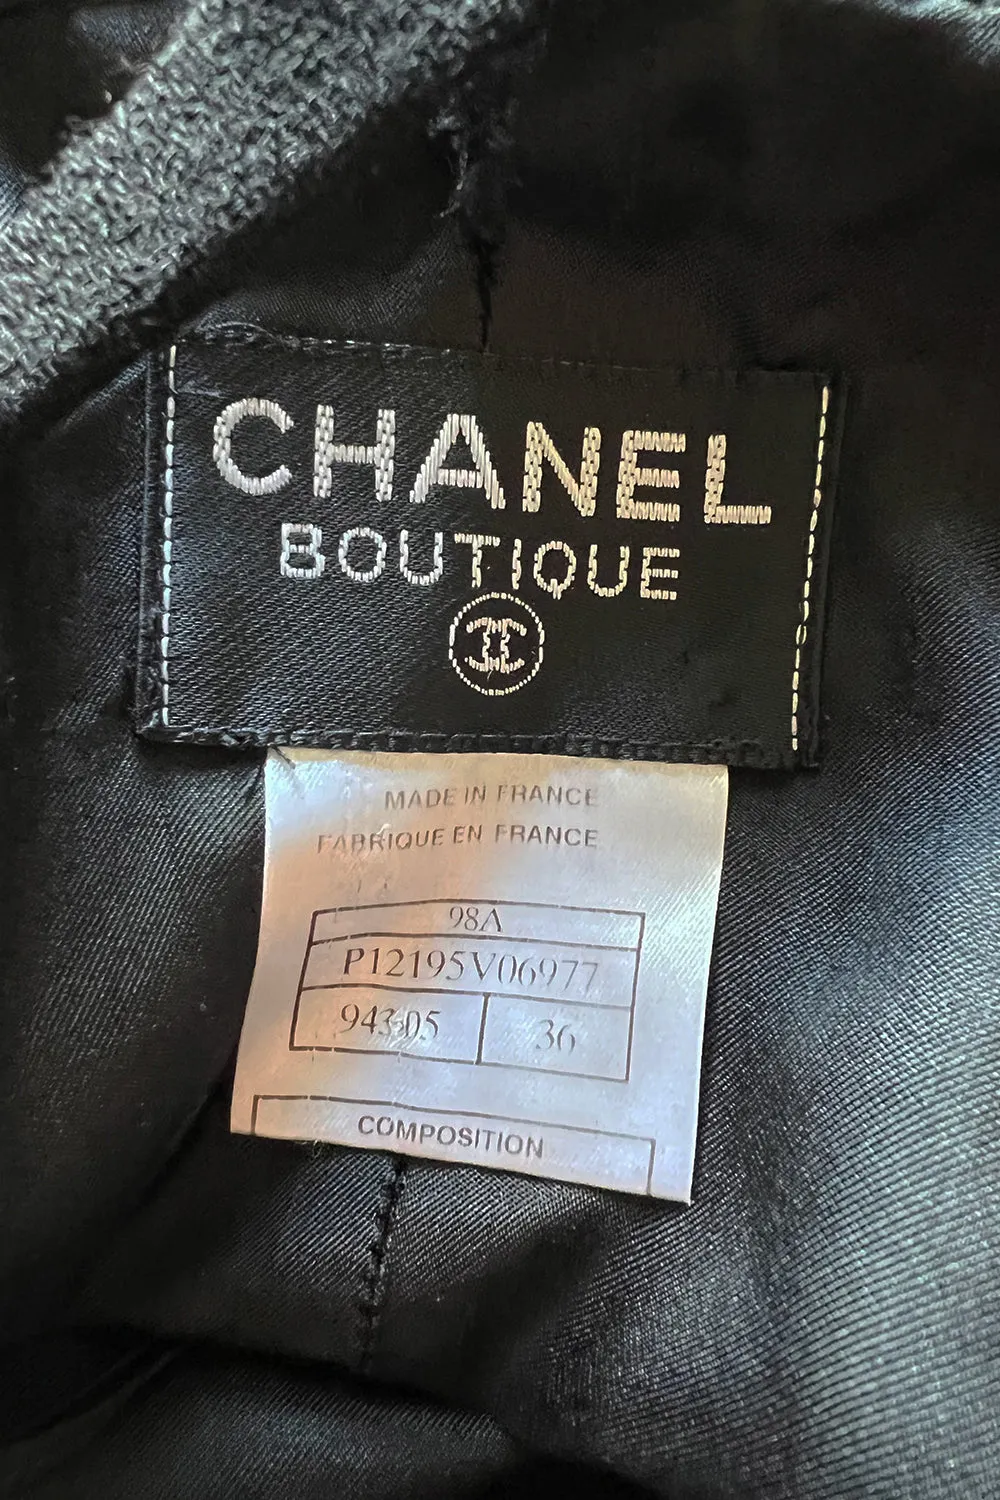 CHANEL
BOUTIQUE
MADE IN FRANCE
FABRIQUE EN FRANCE
98A
P12195V06977
94305 36
COMPOSITION